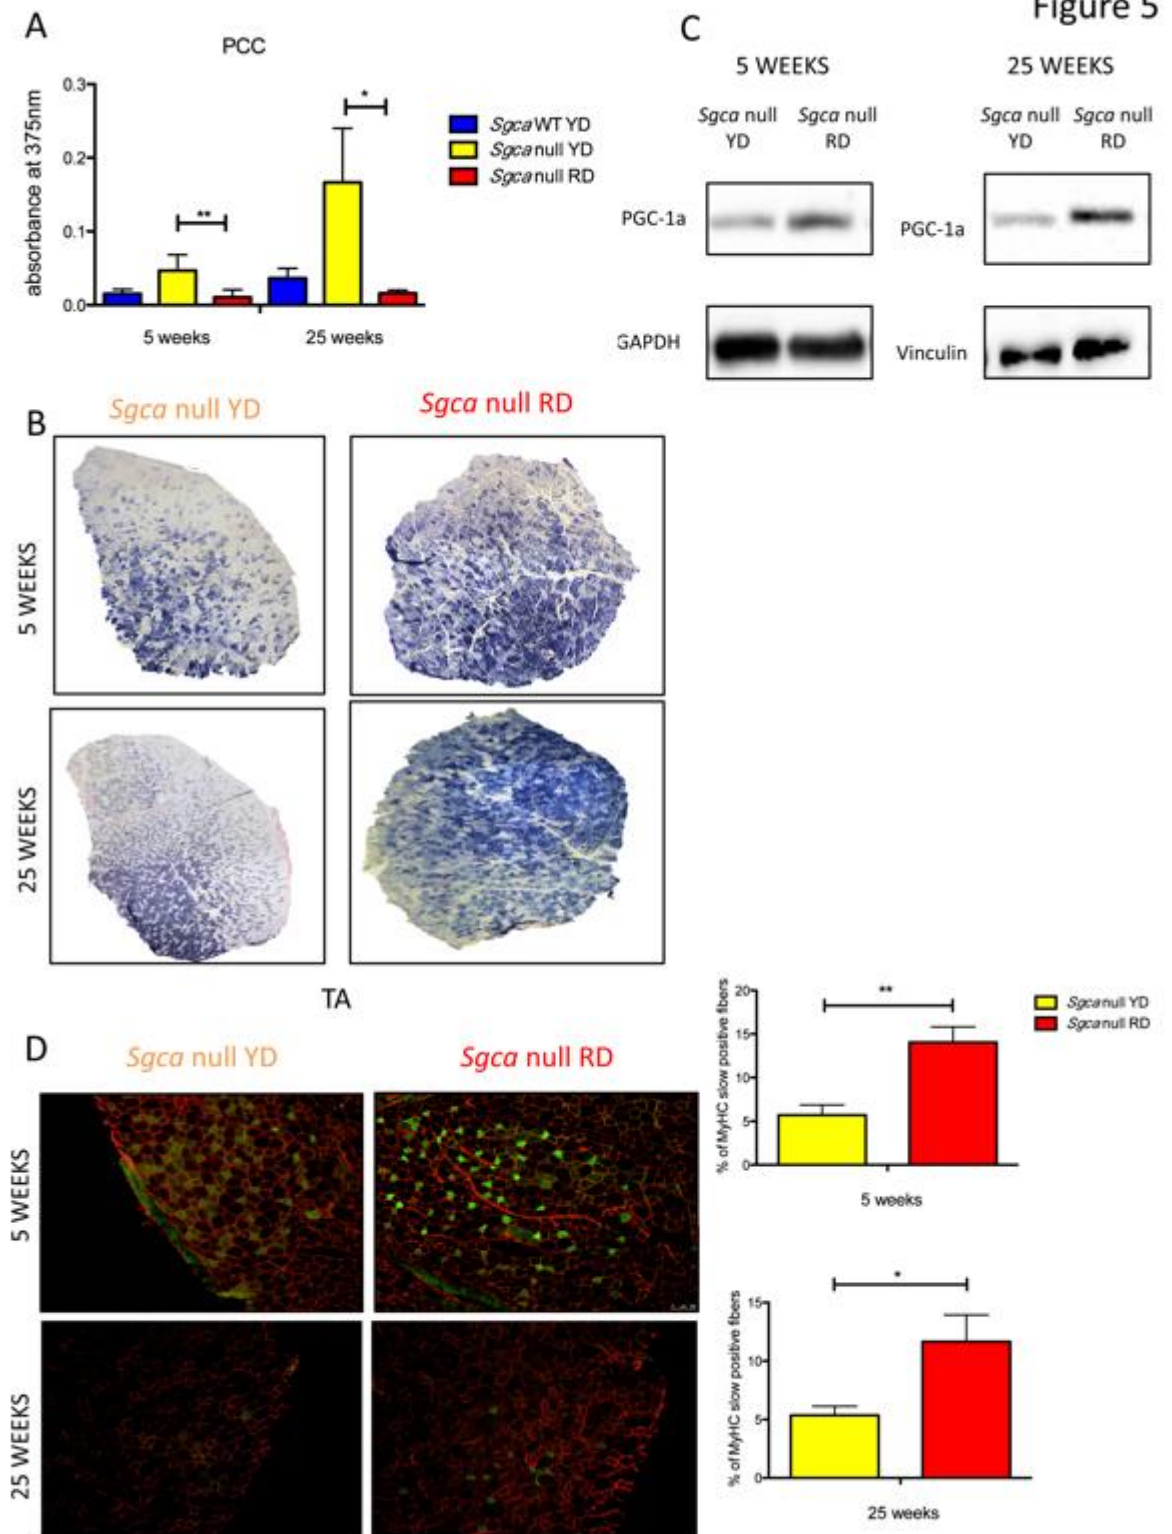 Figure 5
A
PCC
absorbance at 375nm
0.3
0.2
0.1
0.0
**
*
5 weeks
25 weeks
Sgca WT YD
Sgca null YD
Sgca null RD
C
5 WEEKS
25 WEEKS
Sgca null YD
Sgca null RD
Sgca null YD
Sgca null RD
PGC-1a
PGC-1a
GAPDH
Vinculin
B
Sgca null YD
Sgca null RD
5 WEEKS
25 WEEKS
TA
D
Sgca null YD
Sgca null RD
5 WEEKS
25 WEEKS
% of MyHC slow positive fibers
20
15
10
5
0
**
5 weeks
Sgca null YD
Sgca null RD
% of MyHC slow positive fibers
15
10
5
0
*
25 weeks